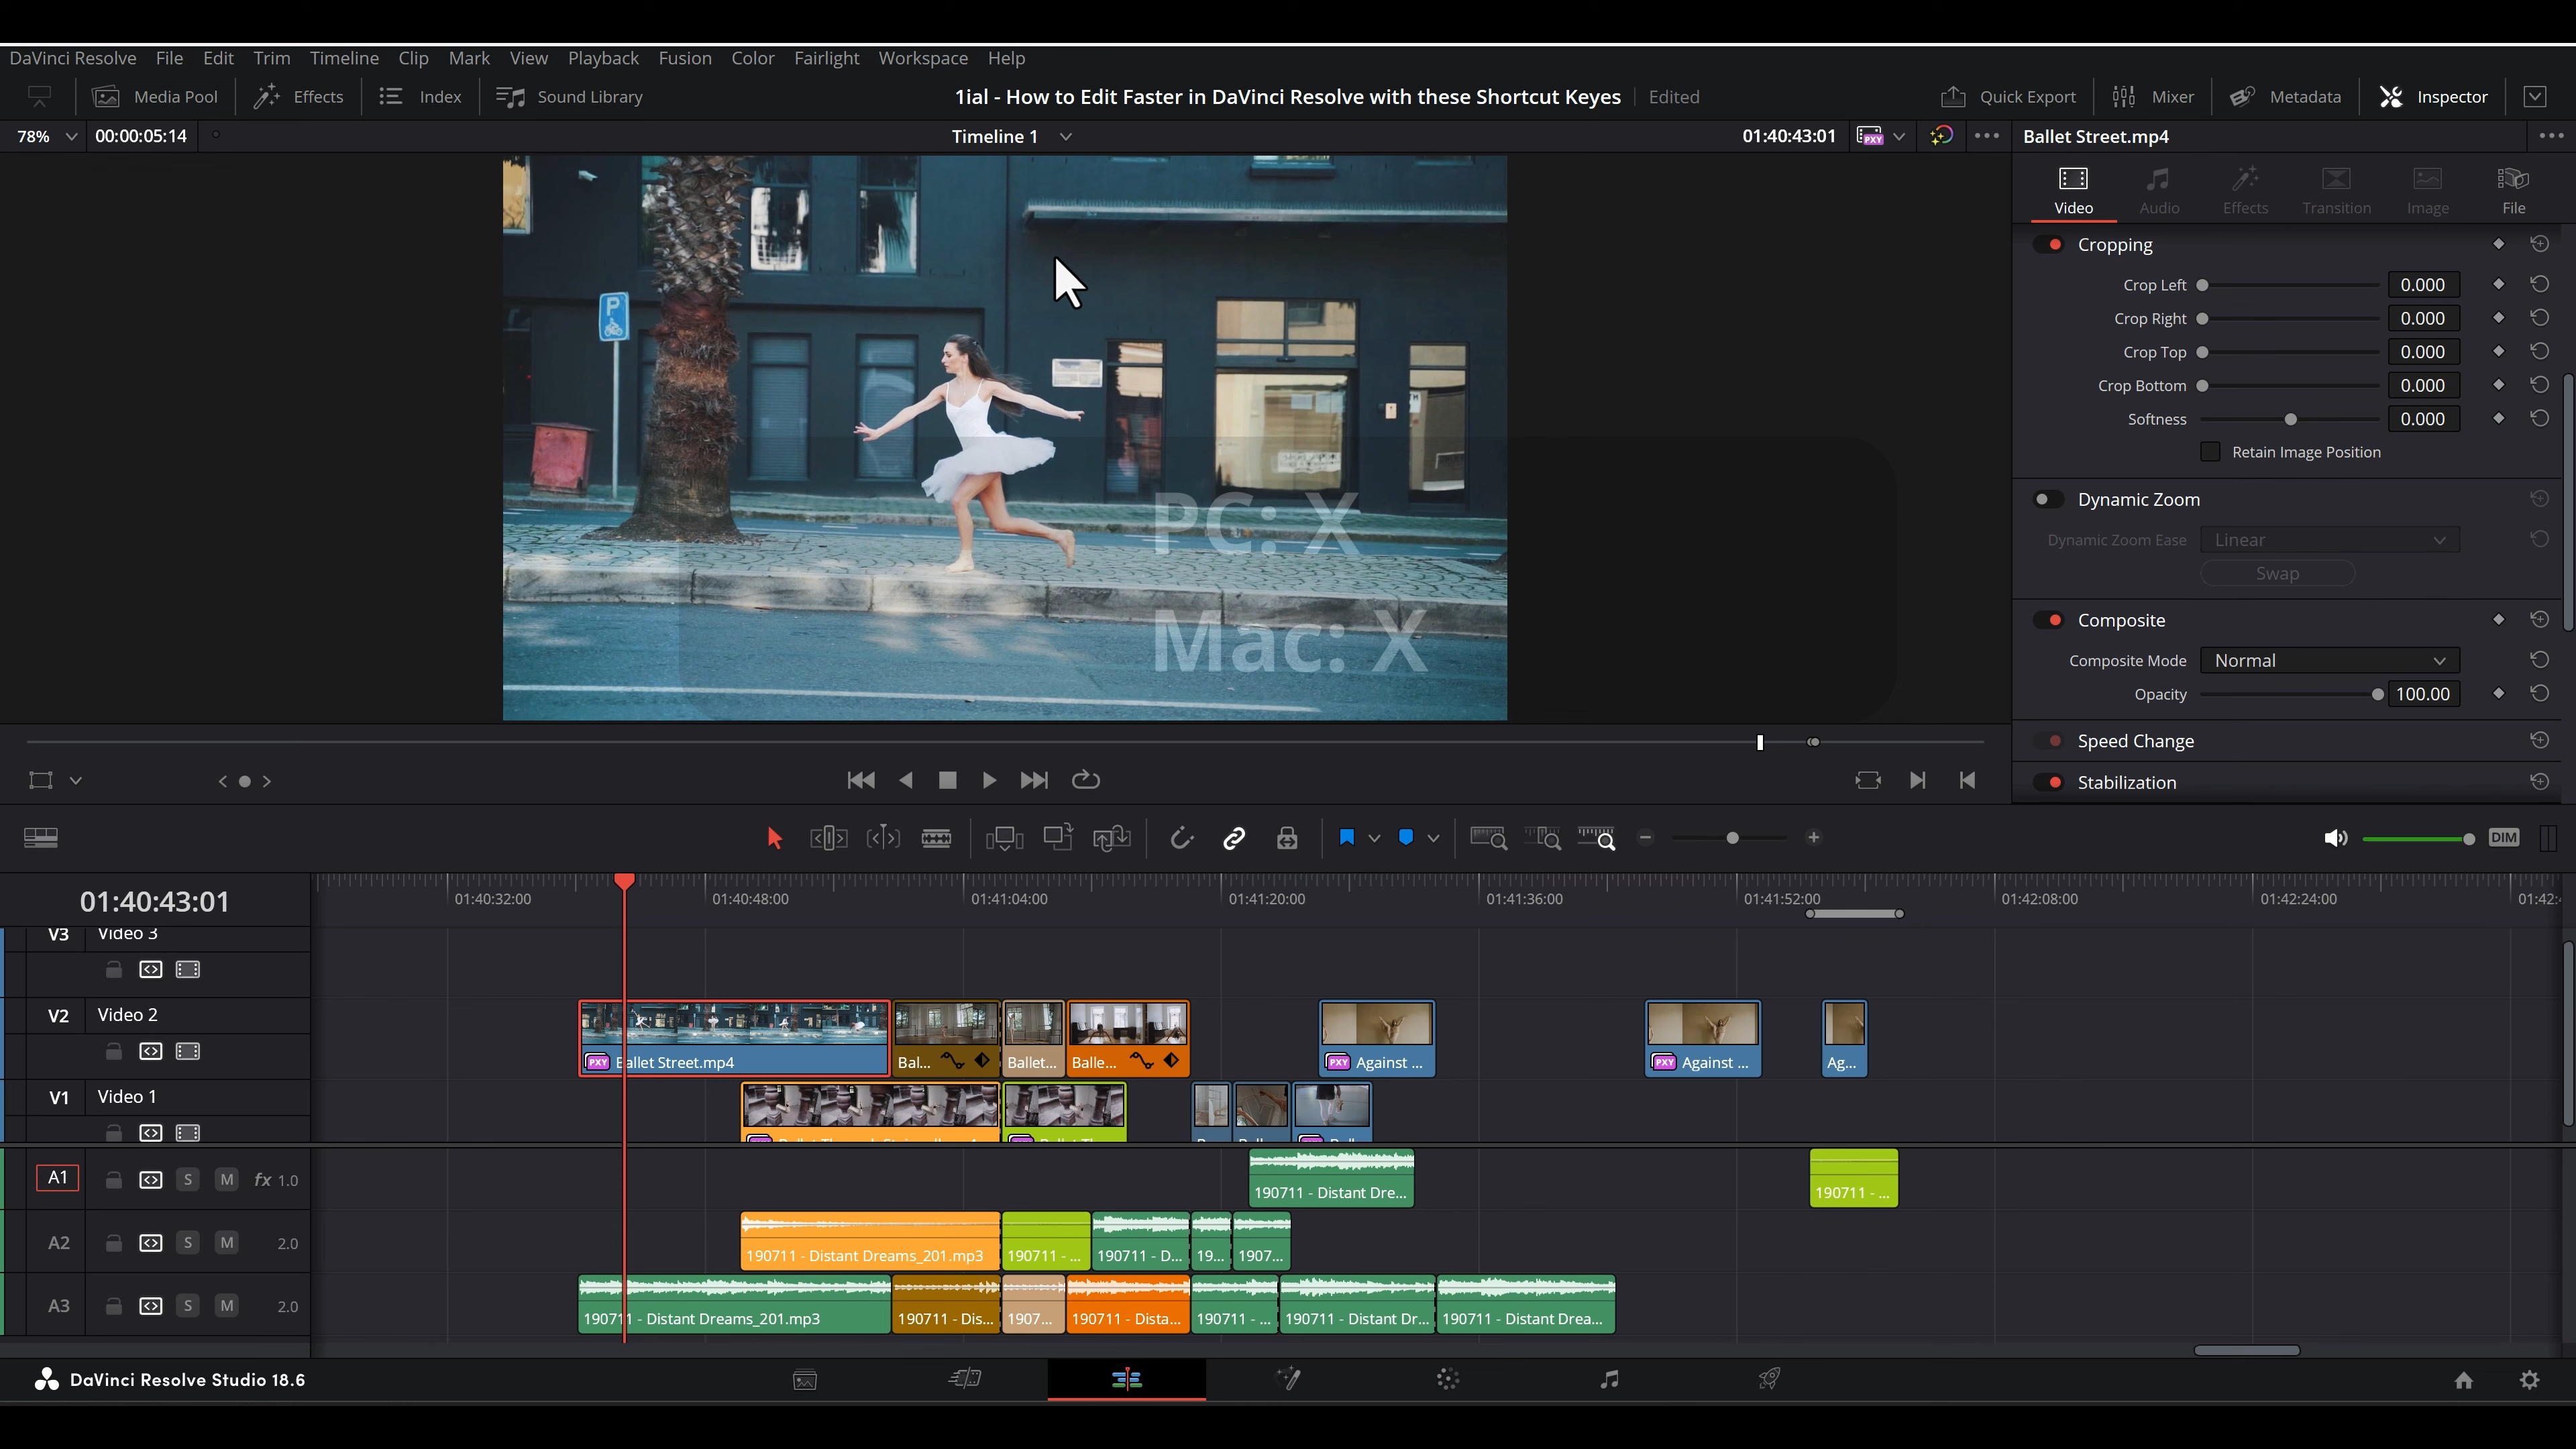 DaVinci Resolve File Edit Trim Timeline Clip Mark View Playback Fusion Color Fairlight Workspace Help
Media Pool Effects Index Sound Library 1ial - How to Edit Faster in DaVinci Resolve with these Shortcut Keyes Edited Quick Export Mixer Metadata Inspector
78% 00:00:05:14 Timeline 1 01:40:43:01 PXY Ballet Street.mp4
Video Audio Effects Transition Image File
Cropping
Crop Left 0.000
Crop Right 0.000
Crop Top 0.000
Crop Bottom 0.000
Softness 0.000
Retain Image Position
Dynamic Zoom
Dynamic Zoom Ease Linear
Swap
Composite
Composite Mode Normal
Opacity 100.00
Speed Change
Stabilization
P
PC: X
Mac: X
DIM
01:40:43:01 01:40:32:00 01:40:48:00 01:41:04:00 01:41:20:00 01:41:36:00 01:41:52:00 01:42:08:00 01:42:24:00 01:42:
V3 Video 3
V2 Video 2
PXY Ballet Street.mp4 Bal... Ballet... Balle... PXY Against ... PXY Against ... Ag...
V1 Video 1
A1 S M fx 1.0 190711 - Distant Dre... 190711 - ...
A2 S M 2.0 190711 - Distant Dreams_201.mp3 190711 - ... 190711 - D... 19... 1907...
A3 S M 2.0 190711 - Distant Dreams_201.mp3 190711 - Dis... 1907... 190711 - Dista... 190711 - ... 190711 - Distant Dr... 190711 - Distant Drea...
DaVinci Resolve Studio 18.6